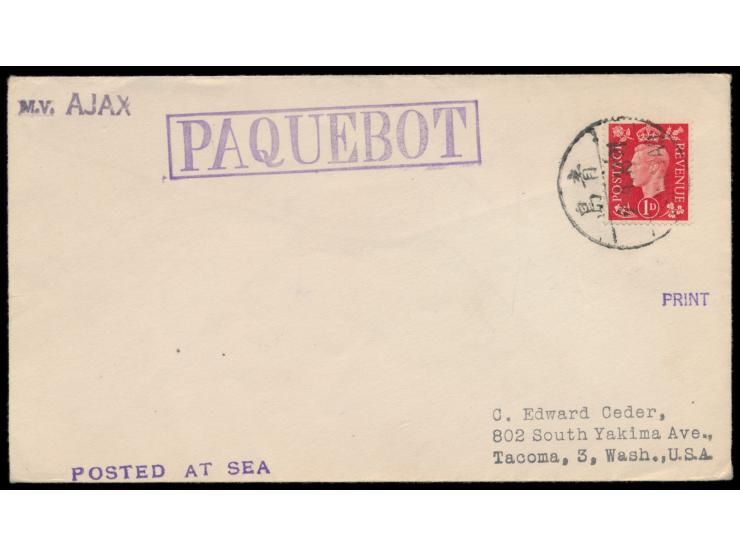 M.V. AJAX
PAQUEBOT
POSTAGE REVENUE
1D
青島
PRINT
C. Edward Ceder,
802 South Yakima Ave.,
Tacoma, 3, Wash.,U.S.A.
POSTED AT SEA